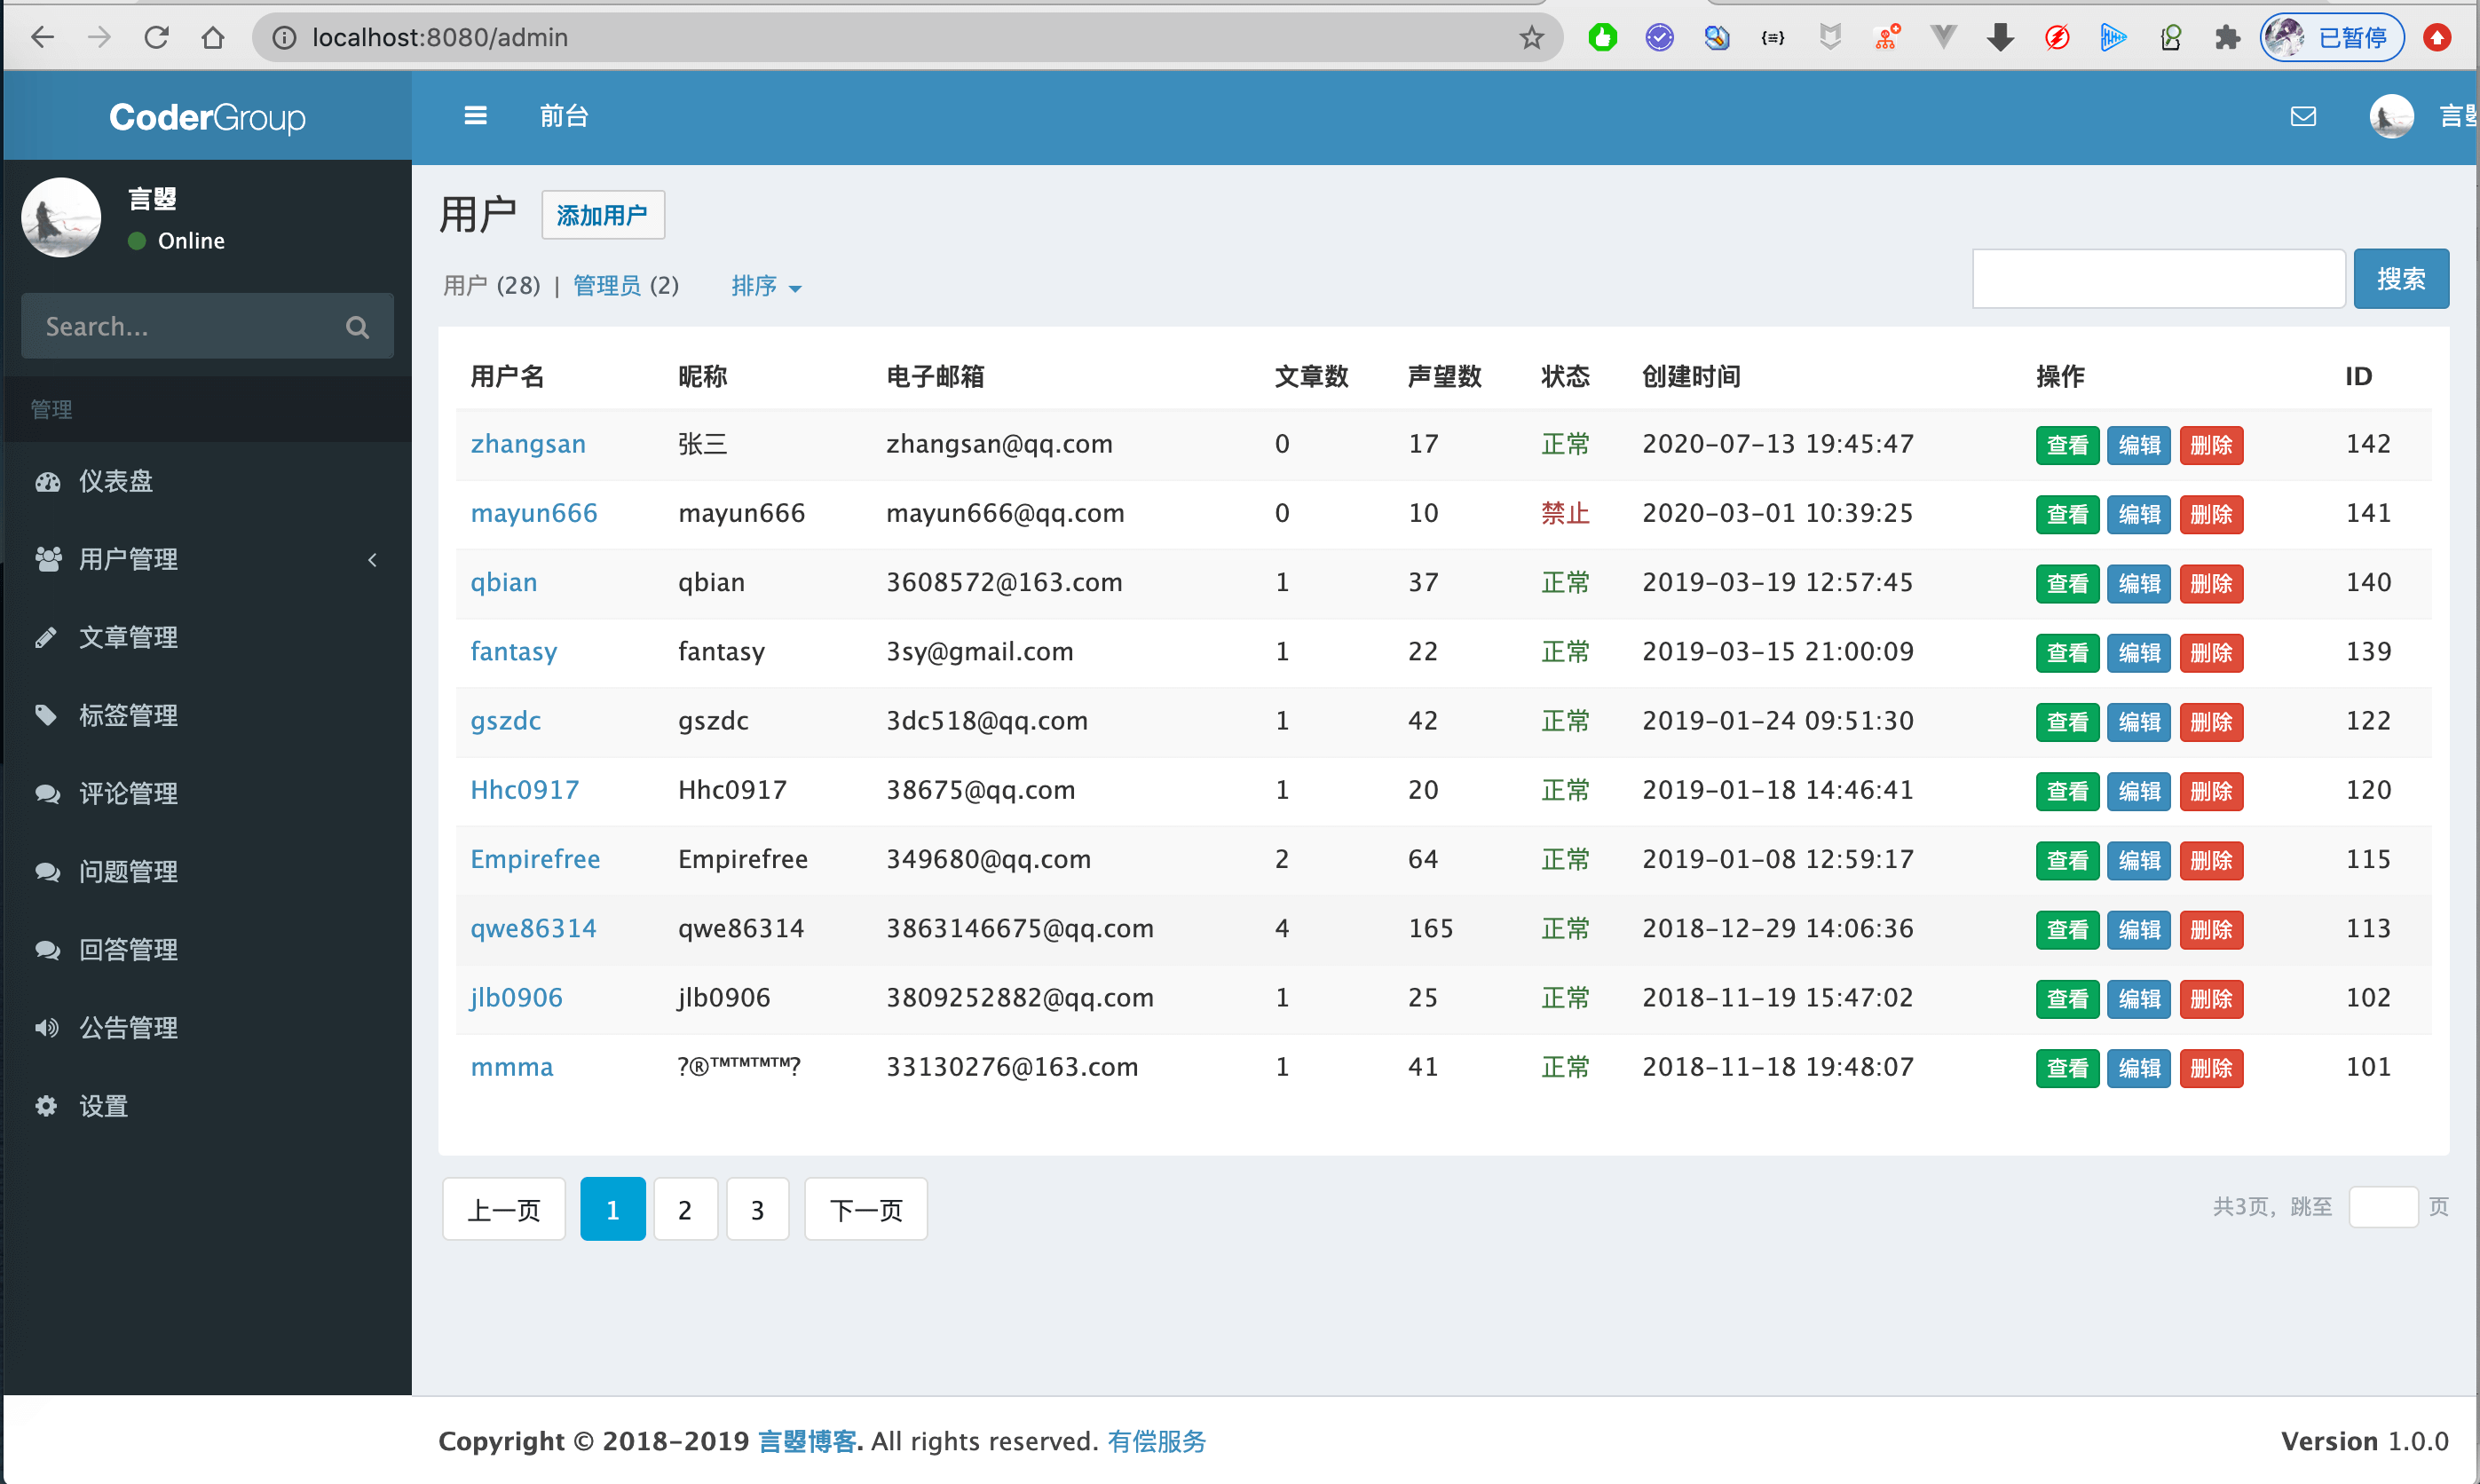 localhost:8080/admin
已暂停
CoderGroup
前台
言曌
Online
Search...
管理
仪表盘
用户管理
文章管理
标签管理
评论管理
问题管理
回答管理
公告管理
设置
用户 添加用户
用户 (28) | 管理员 (2) 排序
搜索
用户名 昵称 电子邮箱 文章数 声望数 状态 创建时间 操作 ID
zhangsan 张三 zhangsan@qq.com 0 17 正常 2020-07-13 19:45:47 查看 编辑 删除 142
mayun666 mayun666 mayun666@qq.com 0 10 禁止 2020-03-01 10:39:25 查看 编辑 删除 141
qbian qbian 3608572@163.com 1 37 正常 2019-03-19 12:57:45 查看 编辑 删除 140
fantasy fantasy 3sy@gmail.com 1 22 正常 2019-03-15 21:00:09 查看 编辑 删除 139
gszdc gszdc 3dc518@qq.com 1 42 正常 2019-01-24 09:51:30 查看 编辑 删除 122
Hhc0917 Hhc0917 38675@qq.com 1 20 正常 2019-01-18 14:46:41 查看 编辑 删除 120
Empirefree Empirefree 349680@qq.com 2 64 正常 2019-01-08 12:59:17 查看 编辑 删除 115
qwe86314 qwe86314 3863146675@qq.com 4 165 正常 2018-12-29 14:06:36 查看 编辑 删除 113
jlb0906 jlb0906 3809252882@qq.com 1 25 正常 2018-11-19 15:47:02 查看 编辑 删除 102
mmma ?®™™™™? 33130276@163.com 1 41 正常 2018-11-18 19:48:07 查看 编辑 删除 101
上一页 1 2 3 下一页
共3页, 跳至 页
Copyright © 2018-2019 言曌博客. All rights reserved. 有偿服务
Version 1.0.0